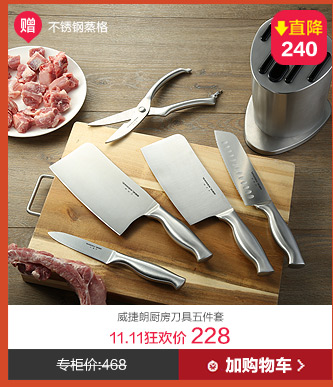 赠 不锈钢蒸格
直降
240
威捷朗厨房刀具五件套
11.11狂欢价 228
专柜价:468
加购物车